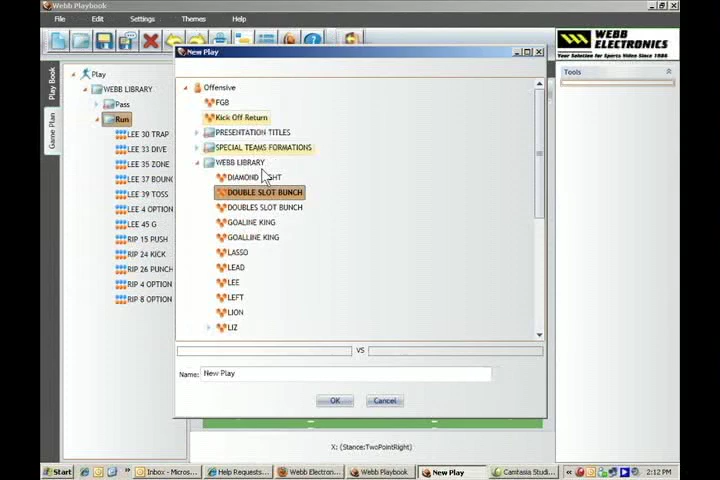 Webb Playbook
File Edit Settings Themes Help
WEBB
ELECTRONICS
Your Solution for Sports Video Since 1986
New Play
Tools
Play Book
Game Plan
Play
WEBB LIBRARY
Pass
Run
LEE 30 TRAP
LEE 33 DIVE
LEE 35 ZONE
LEE 37 BOUNC
LEE 39 TOSS
LEE 4 OPTION
LEE 45 G
RIP 15 PUSH
RIP 24 KICK
RIP 26 PUNCH
RIP 4 OPTION
RIP 8 OPTION
Offensive
FGB
Kick Off Return
PRESENTATION TITLES
SPECIAL TEAMS FORMATIONS
WEBB LIBRARY
DIAMOND GHT
DOUBLE SLOT BUNCH
DOUBLES SLOT BUNCH
GOALINE KING
GOALLINE KING
LASSO
LEAD
LEE
LEFT
LION
LIZ
VS
Name: New Play
OK Cancel
X: (Stance:TwoPointRight)
Start Inbox - Micros... Help Requests... Webb Electron... Webb Playbook New Play Camtasia Studi... 2:12 PM